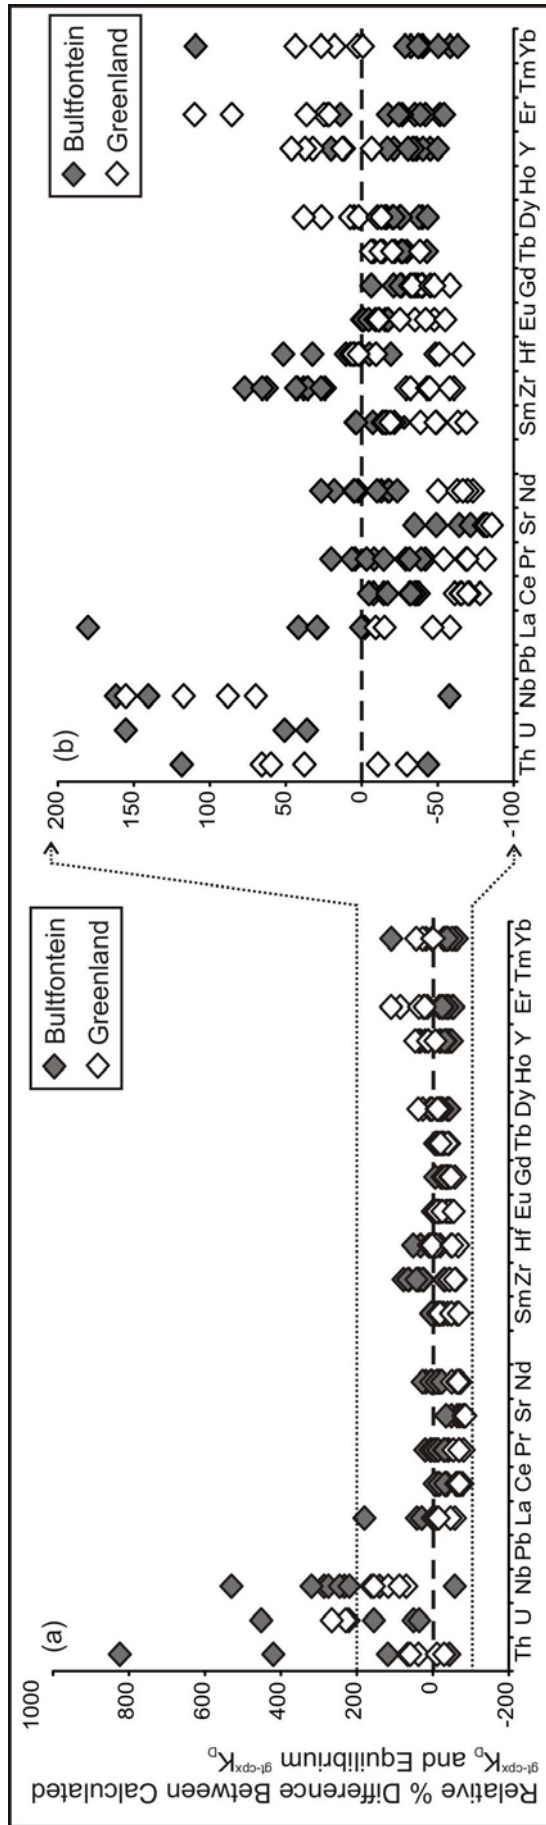 Relative % Difference Between Calculated
gt-cpxKD and Equilibrium gt-cpxKD
(a)
Bultfontein
Greenland
1000
800
600
400
200
0
-200
Th U Nb Pb La Ce Pr Sr Nd Sm Zr Hf Eu Gd Tb Dy Ho Y Er Tm Yb
(b)
Bultfontein
Greenland
200
150
100
50
0
-50
-100
Th U Nb Pb La Ce Pr Sr Nd Sm Zr Hf Eu Gd Tb Dy Ho Y Er Tm Yb